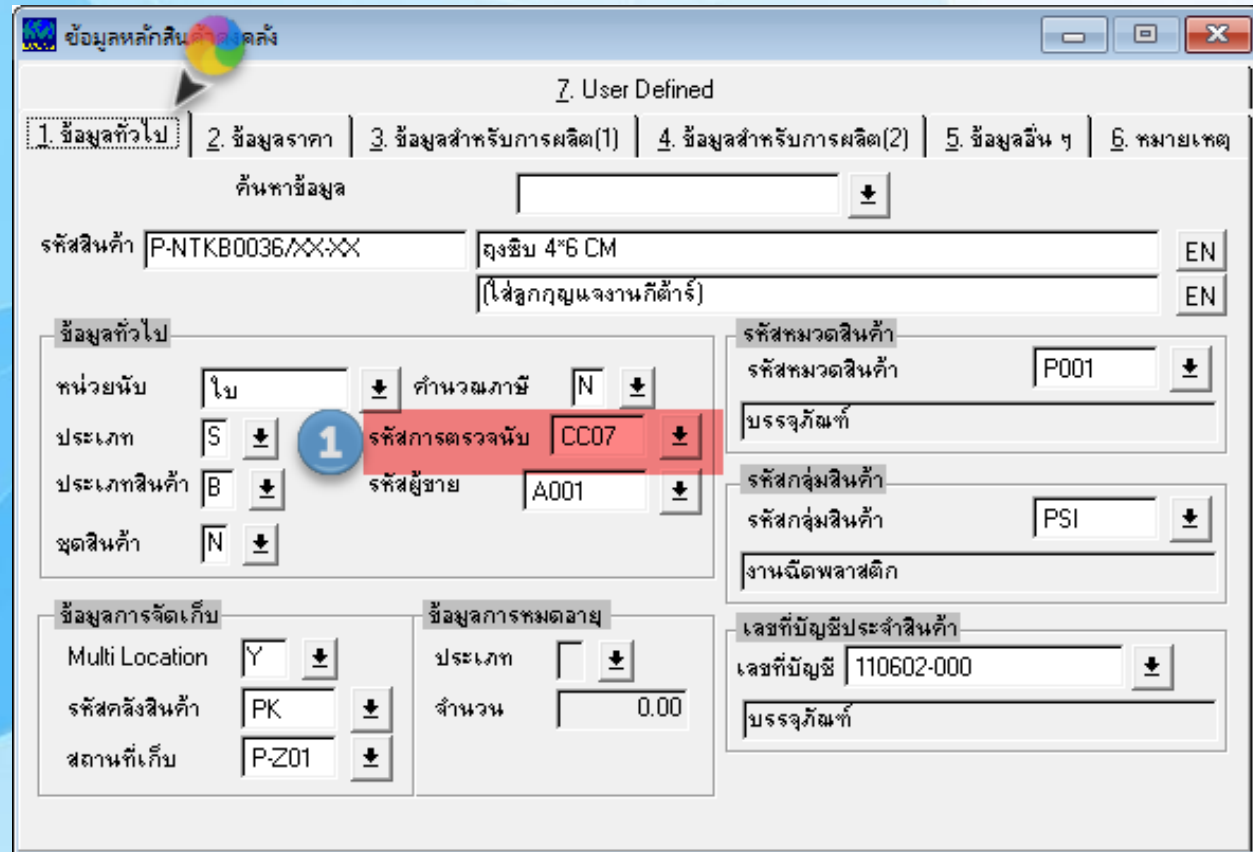 ข้อมูลหลักสินค้าคงคลัง
7. User Defined
1. ข้อมูลทั่วไป 2. ข้อมูลราคา 3. ข้อมูลสำหรับการผลิต(1) 4. ข้อมูลสำหรับการผลิต(2) 5. ข้อมูลอื่น ๆ 6. หมายเหตุ
ค้นหาข้อมูล
รหัสสินค้า P-NTKB0036/XX-XX ถุงซิบ 4*6 CM EN
(ใส่ลูกกุญแจงานกีต้าร์) EN
ข้อมูลทั่วไป รหัสหมวดสินค้า
หน่วยนับ ใบ คำนวณภาษี N รหัสหมวดสินค้า P001
ประเภท S 1 รหัสการตรวจนับ CC07 บรรจุภัณฑ์
ประเภทสินค้า B รหัสผู้ขาย A001 รหัสกลุ่มสินค้า
ชุดสินค้า N รหัสกลุ่มสินค้า PSI
งานฉีดพลาสติก
ข้อมูลการจัดเก็บ ข้อมูลการหมดอายุ เลขที่บัญชีประจำสินค้า
Multi Location Y ประเภท เลขที่บัญชี 110602-000
รหัสคลังสินค้า PK จำนวน 0.00 บรรจุภัณฑ์
สถานที่เก็บ P-Z01